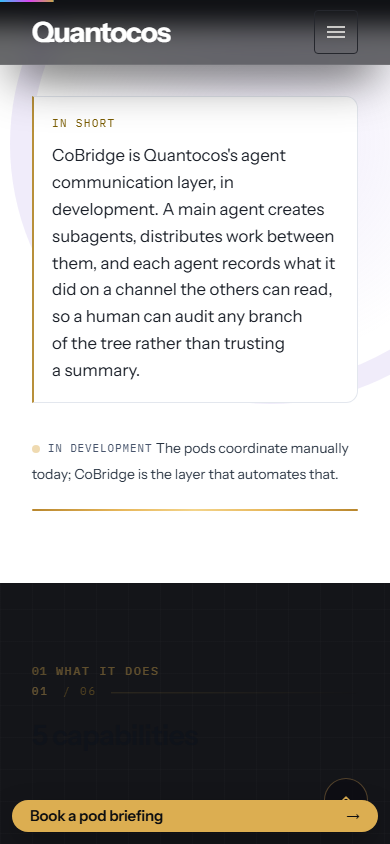 Quantocos
IN SHORT
CoBridge is Quantocos's agent
communication layer, in
development. A main agent creates
subagents, distributes work between
them, and each agent records what it
did on a channel the others can read,
so a human can audit any branch
of the tree rather than trusting
a summary.
IN DEVELOPMENT The pods coordinate manually
today; CoBridge is the layer that automates that.
01 WHAT IT DOES
01 / 06
5 capabilities
Book a pod briefing →